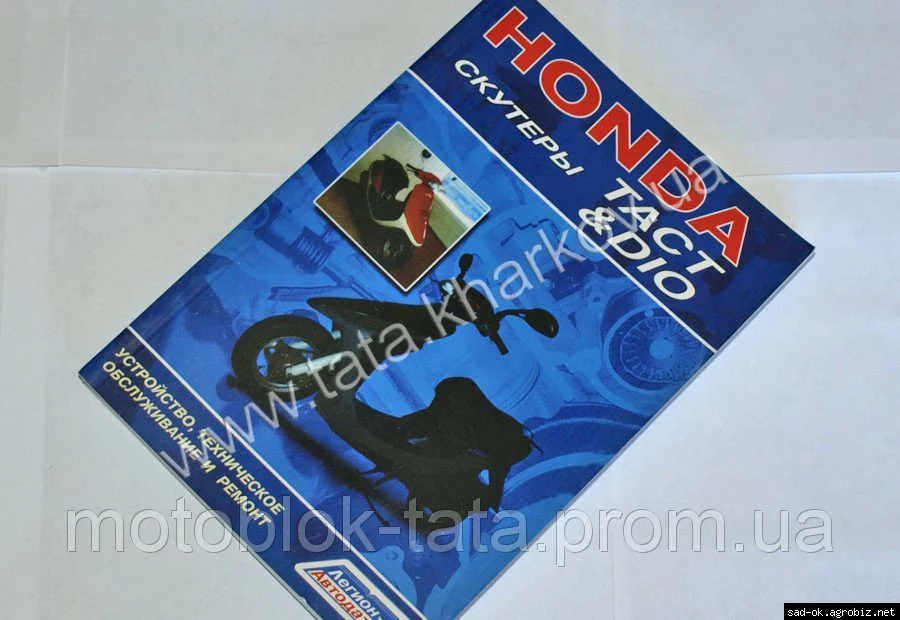 HONDA
СКУТЕРЫ TACT
&DIO
УСТРОЙСТВО, ТЕХНИЧЕСКОЕ
ОБСЛУЖИВАНИЕ И РЕМОНТ
Легион-
Автодат
www.tata.kharkov.ua
motoblok-tata.prom.ua
sad-ok.agrobiz.net